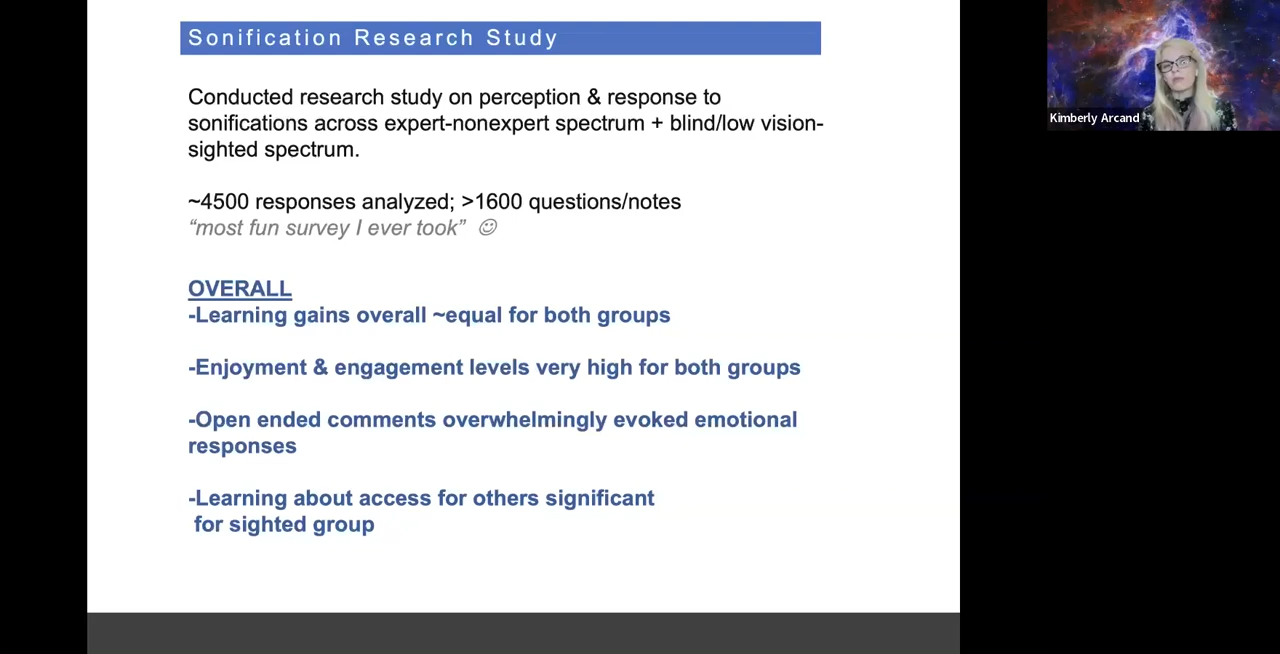 Sonification Research Study
Conducted research study on perception & response to
sonifications across expert-nonexpert spectrum + blind/low vision-
sighted spectrum.
~4500 responses analyzed; >1600 questions/notes
“most fun survey I ever took” ☺
OVERALL
-Learning gains overall ~equal for both groups
-Enjoyment & engagement levels very high for both groups
-Open ended comments overwhelmingly evoked emotional
responses
-Learning about access for others significant
for sighted group
Kimberly Arcand